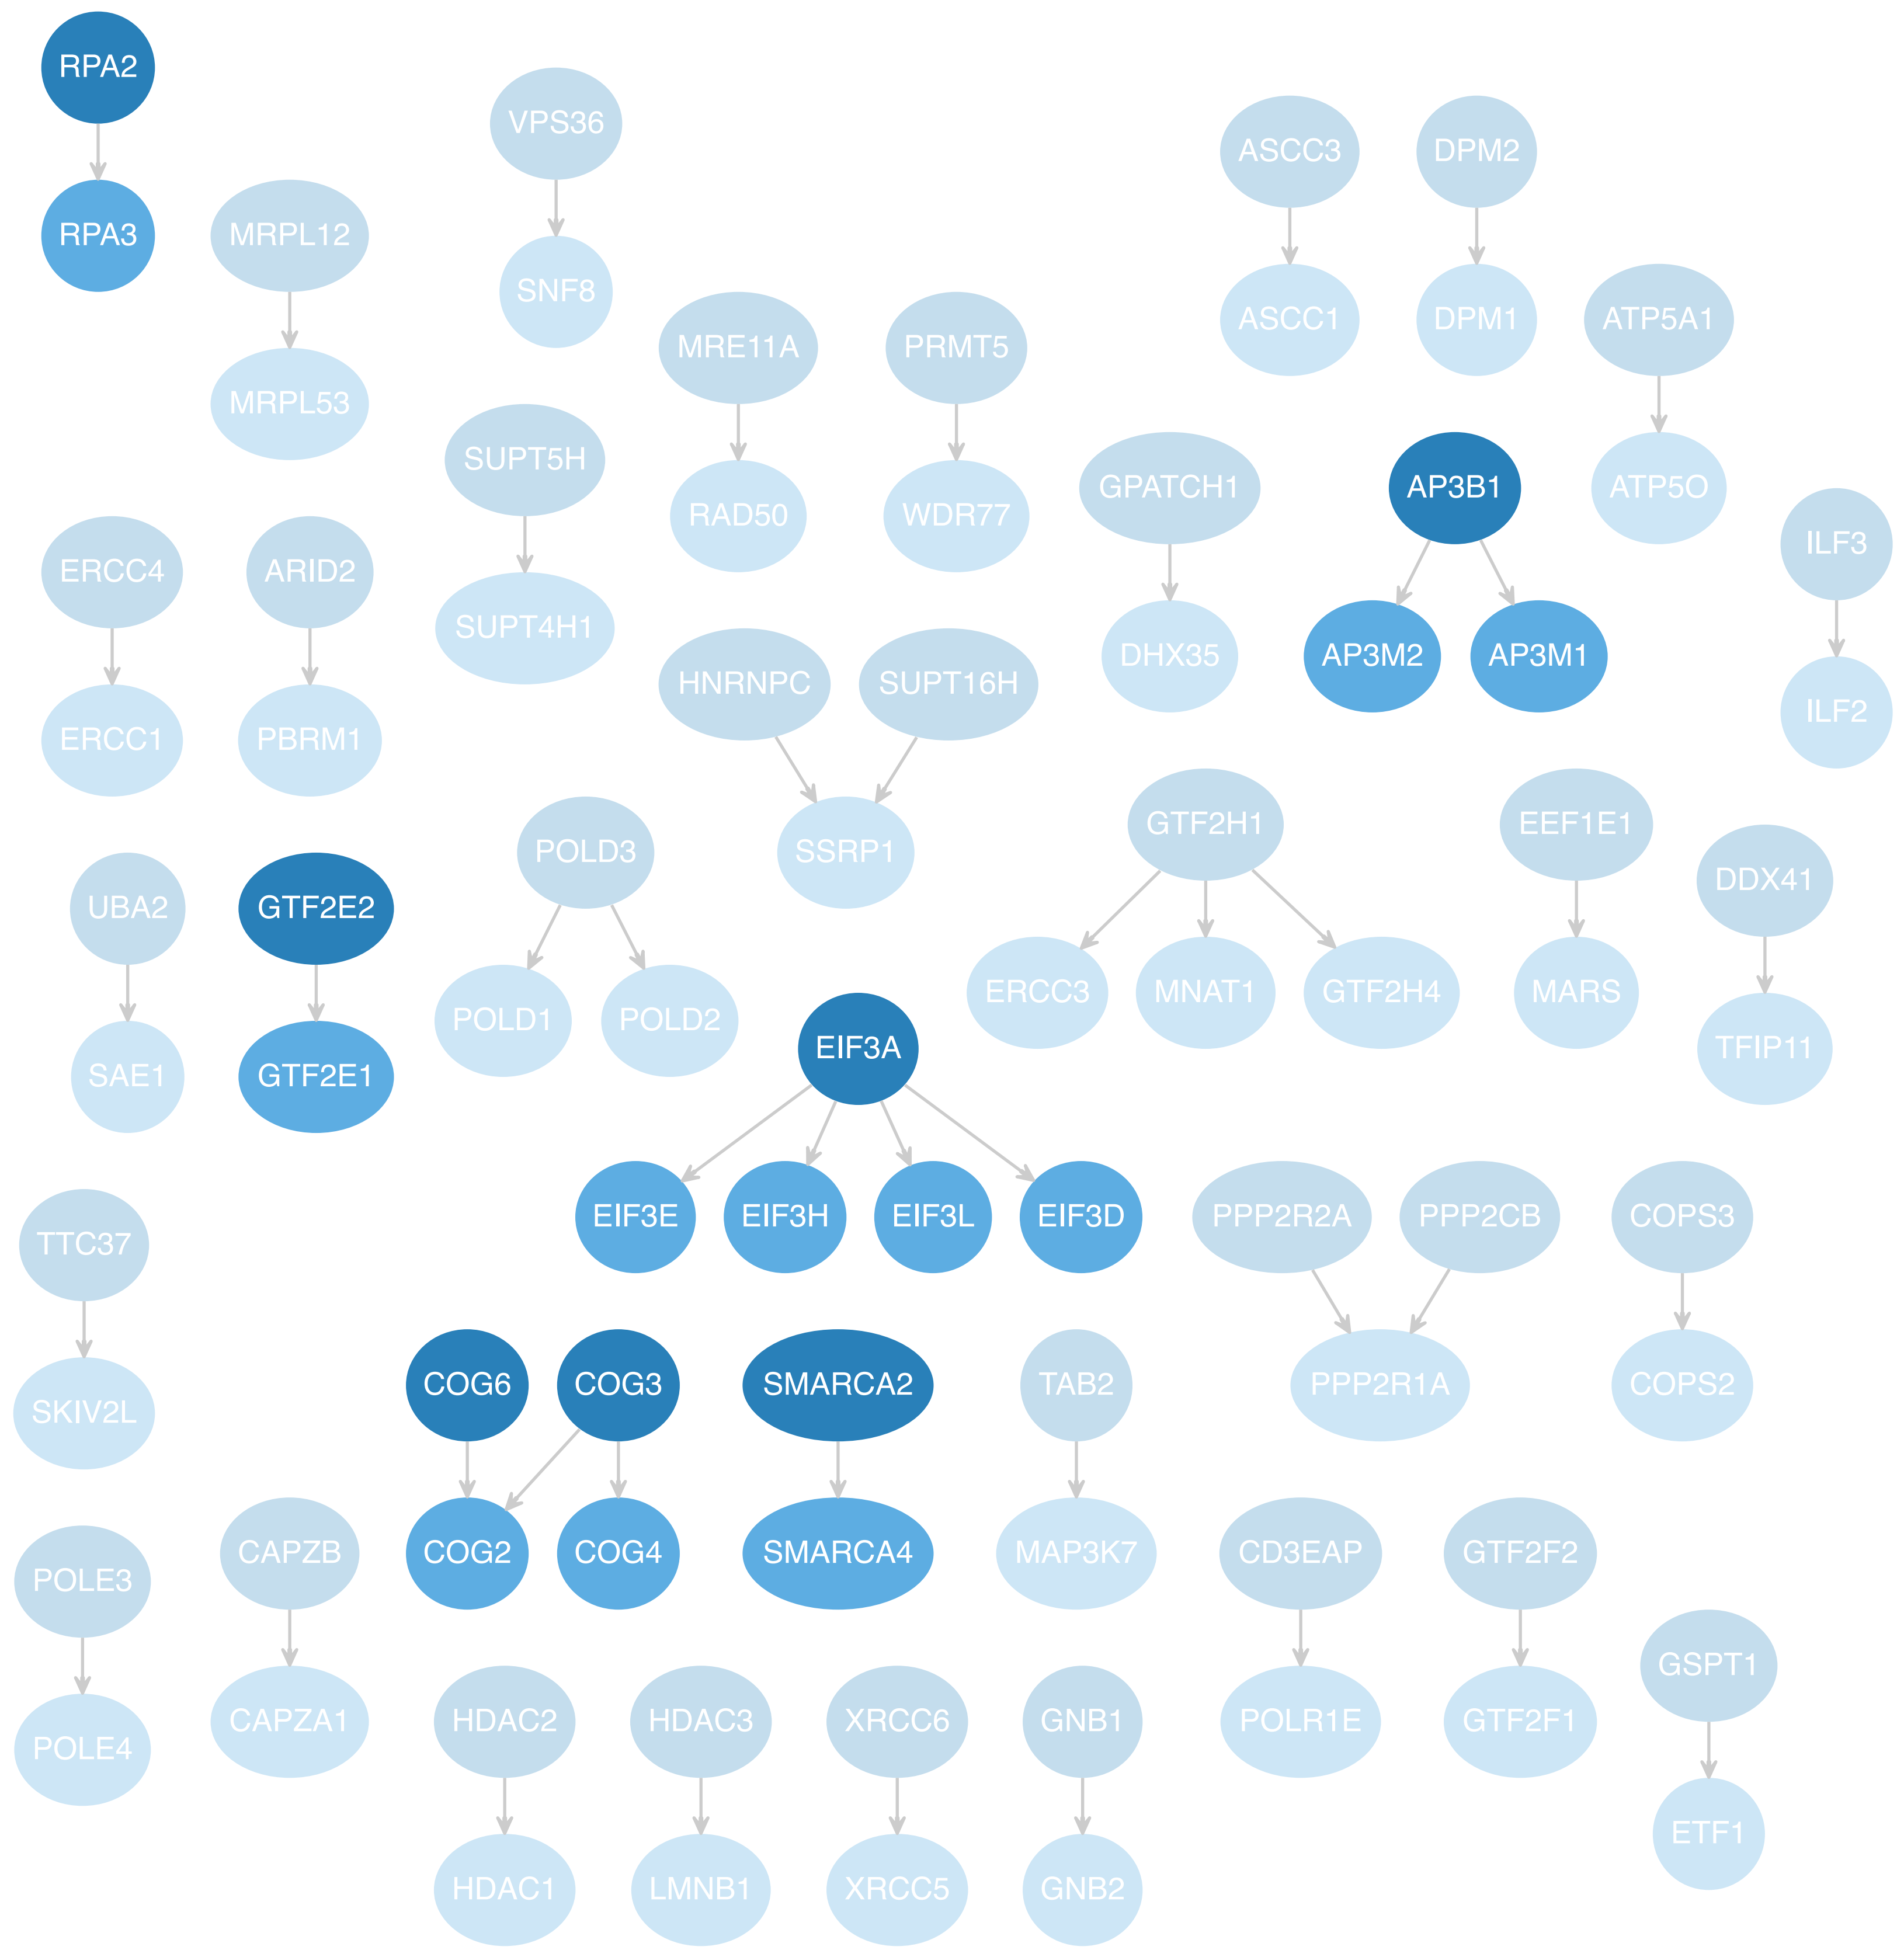 RPA2
VPS36
ASCC3
DPM2
RPA3
MRPL12
SNF8
ASCC1
DPM1
ATP5A1
MRE11A
PRMT5
MRPL53
SUPT5H
GPATCH1
AP3B1
ATP5O
RAD50
WDR77
ILF3
ERCC4
ARID2
SUPT4H1
DHX35
AP3M2
AP3M1
HNRNPC
SUPT16H
ILF2
ERCC1
PBRM1
GTF2H1
EEF1E1
POLD3
SSRP1
DDX41
UBA2
GTF2E2
ERCC3
MNAT1
GTF2H4
MARS
POLD1
POLD2
EIF3A
TFIP11
SAE1
GTF2E1
EIF3E
EIF3H
EIF3L
EIF3D
PPP2R2A
PPP2CB
COPS3
TTC37
COG6
COG3
SMARCA2
TAB2
PPP2R1A
COPS2
SKIV2L
CAPZB
COG2
COG4
SMARCA4
MAP3K7
CD3EAP
GTF2F2
POLE3
GSPT1
CAPZA1
HDAC2
HDAC3
XRCC6
GNB1
POLR1E
GTF2F1
POLE4
ETF1
HDAC1
LMNB1
XRCC5
GNB2